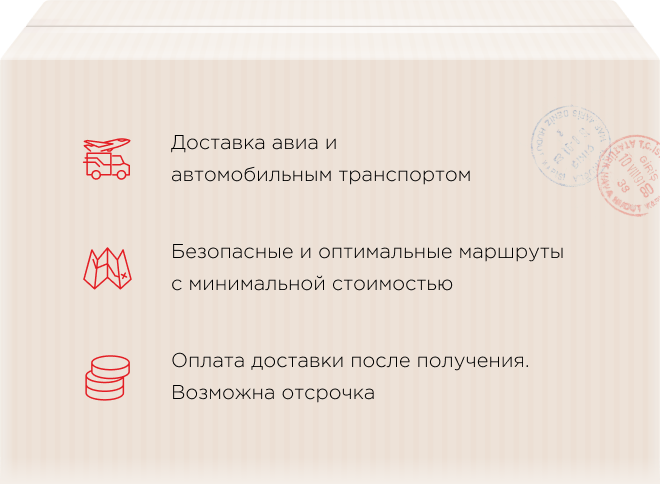 Доставка авиа и
автомобильным транспортом
Безопасные и оптимальные маршруты
с минимальной стоимостью
Оплата доставки после получения.
Возможна отсрочка